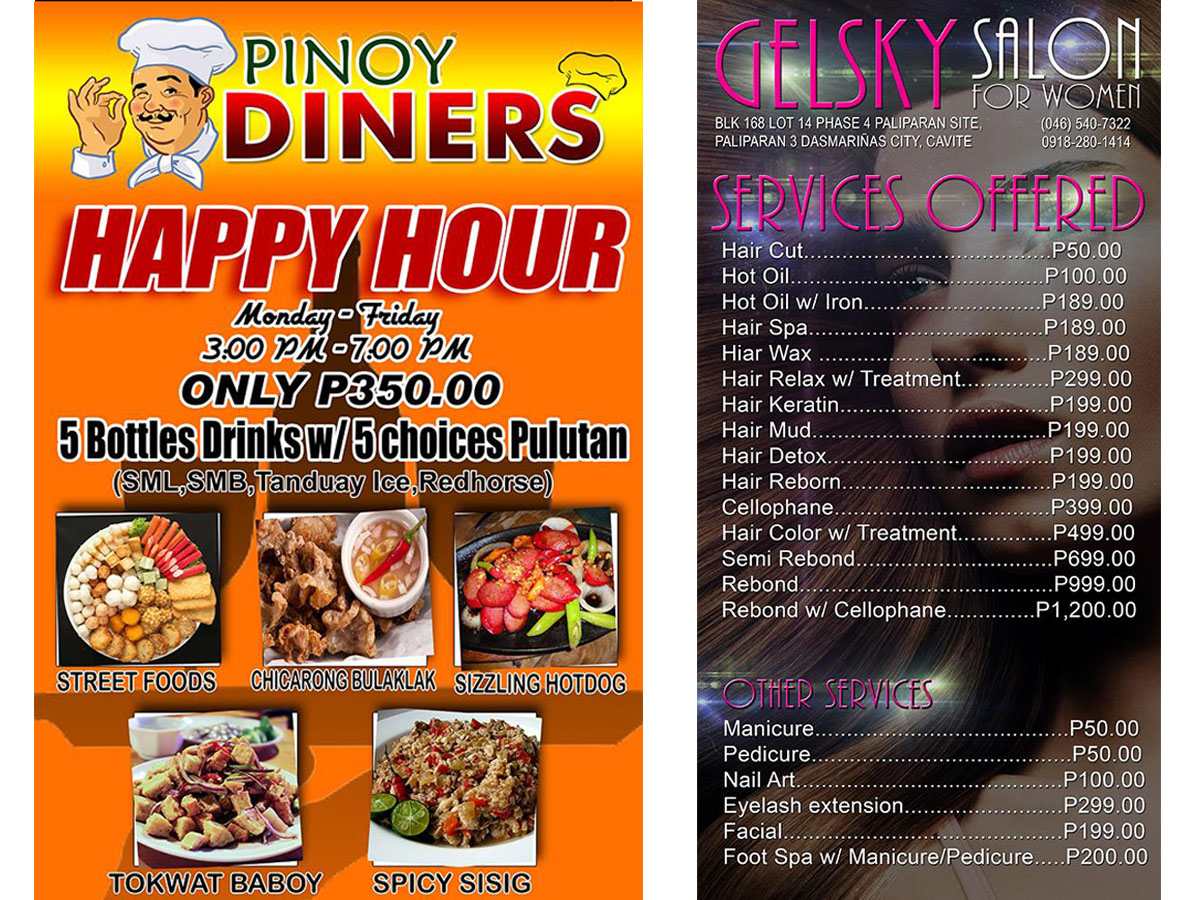 PINOY
DINERS
HAPPY HOUR
Monday - Friday
3:00 PM - 7:00 PM
ONLY P350.00
5 Bottles Drinks w/ 5 choices Pulutan
(SML,SMB,Tanduay Ice,Redhorse)
STREET FOODS
CHICARONG BULAKLAK
SIZZLING HOTDOG
TOKWAT BABOY
SPICY SISIG
GELSKY SALON
FOR WOMEN
BLK 168 LOT 14 PHASE 4 PALIPARAN SITE,
PALIPARAN 3 DASMARIÑAS CITY, CAVITE
(046) 540-7322
0918-280-1414
SERVICES OFFERED
Hair Cut..........................................P50.00
Hot Oil.......................................P100.00
Hot Oil w/ Iron............................P189.00
Hair Spa....................................P189.00
Hiar Wax ...................................P189.00
Hair Relax w/ Treatment..............P299.00
Hair Keratin.................................P199.00
Hair Mud.....................................P199.00
Hair Detox...................................P199.00
Hair Reborn.................................P199.00
Cellophane..................................P399.00
Hair Color w/ Treatment...............P499.00
Semi Rebond...............................P699.00
Rebond........................................P999.00
Rebond w/ Cellophane..............P1,200.00
OTHER SERVICES
Manicure.......................................P50.00
Pedicure........................................P50.00
Nail Art.........................................P100.00
Eyelash extension.........................P299.00
Facial...........................................P199.00
Foot Spa w/ Manicure/Pedicure.....P200.00